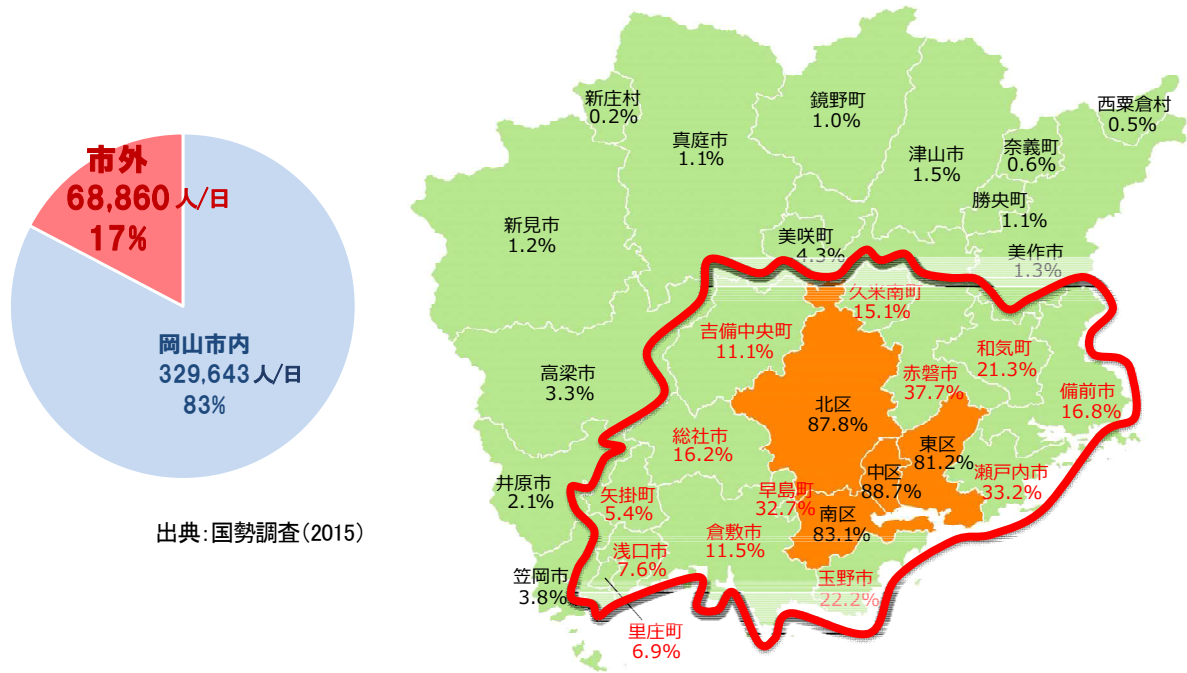 市外
68,860人/日
17%
岡山市内
329,643人/日
83%
出典：国勢調査（2015）
新庄村
0.2%
真庭市
1.1%
鏡野町
1.0%
津山市
1.5%
奈義町
0.6%
西粟倉村
0.5%
勝央町
1.1%
新見市
1.2%
美咲町
4.3%
美作市
1.3%
久米南町
15.1%
吉備中央町
11.1%
和気町
21.3%
赤磐市
37.7%
備前市
16.8%
高梁市
3.3%
北区
87.8%
総社市
16.2%
東区
81.2%
中区
88.7%
瀬戸内市
33.2%
井原市
2.1%
矢掛町
5.4%
早島町
32.7%
南区
83.1%
倉敷市
11.5%
浅口市
7.6%
笠岡市
3.8%
玉野市
22.2%
里庄町
6.9%